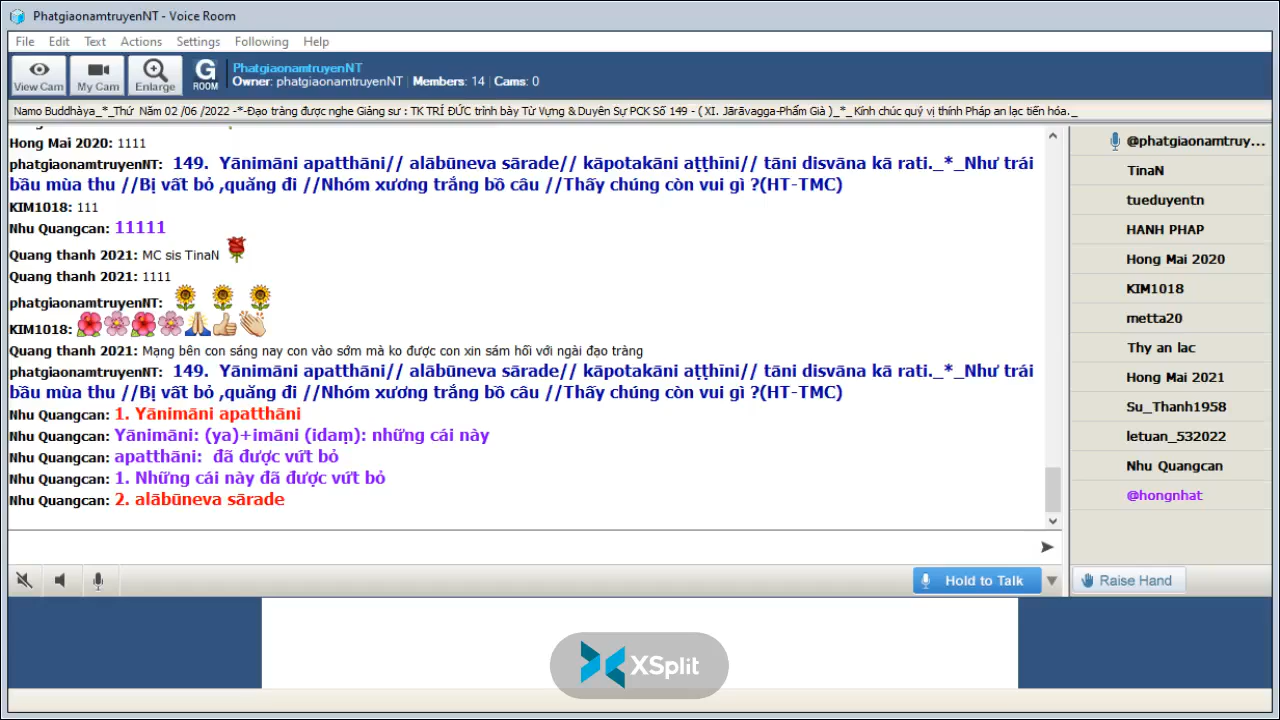 PhatgiaonamtruyenNT - Voice Room
File Edit Text Actions Settings Following Help
View Cam My Cam Enlarge G ROOM
PhatgiaonamtruyenNT
Owner: phatgiaonamtruyenNT | Members: 14 | Cams: 0
Namo Buddhàya_*_Thứ Năm 02 /06 /2022 -*-Đạo tràng được nghe Giảng sư : TK TRÍ ĐỨC trình bày Từ Vựng & Duyên Sự PCK Số 149 - ( XI. Jārāvagga-Phẩm Già )_*_ Kính chúc quý vị thính Pháp an lạc tiến hóa._
Hong Mai 2020: 1111
phatgiaonamtruyenNT: 149. Yānimāni apatthāni// alābūneva sārade// kāpotakāni aṭṭhīni// tāni disvāna kā rati._*_Như trái
bầu mùa thu //Bị vất bỏ ,quăng đi //Nhóm xương trắng bồ câu //Thấy chúng còn vui gì ?(HT-TMC)
KIM1018: 111
Nhu Quangcan: 11111
Quang thanh 2021: MC sis TinaN
Quang thanh 2021: 1111
phatgiaonamtruyenNT:
KIM1018:
Quang thanh 2021: Mạng bên con sáng nay con vào sớm mà ko được con xin sám hối với ngài đạo tràng
phatgiaonamtruyenNT: 149. Yānimāni apatthāni// alābūneva sārade// kāpotakāni aṭṭhīni// tāni disvāna kā rati._*_Như trái
bầu mùa thu //Bị vất bỏ ,quăng đi //Nhóm xương trắng bồ câu //Thấy chúng còn vui gì ?(HT-TMC)
Nhu Quangcan: 1. Yānimāni apatthāni
Nhu Quangcan: Yānimāni: (ya)+imāni (idaṃ): những cái này
Nhu Quangcan: apatthāni: đã được vứt bỏ
Nhu Quangcan: 1. Những cái này đã được vứt bỏ
Nhu Quangcan: 2. alābūneva sārade
@phatgiaonamtruy...
TinaN
tueduyentn
HANH PHAP
Hong Mai 2020
KIM1018
metta20
Thy an lac
Hong Mai 2021
Su_Thanh1958
letuan_532022
Nhu Quangcan
@hongnhat
Hold to Talk
Raise Hand
XSplit